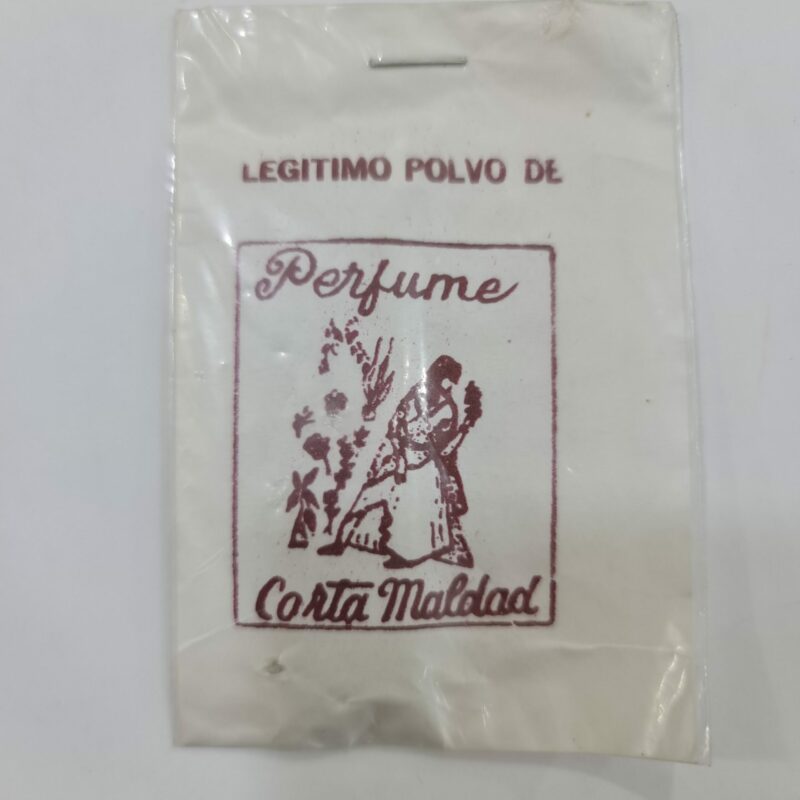 LEGITIMO POLVO DE
Perfume
Corta Maldad